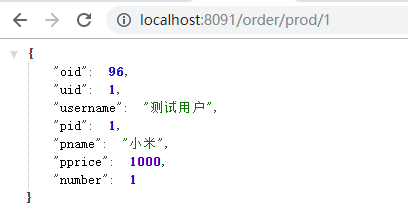 localhost:8091/order/prod/1
{
"oid": 96,
"uid": 1,
"username": "测试用户",
"pid": 1,
"pname": "小米",
"pprice": 1000,
"number": 1
}